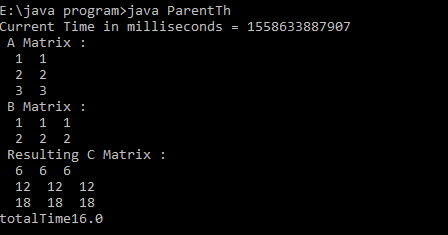 E:\java program>java ParentTh
Current Time in milliseconds = 1558633887907
A Matrix :
1 1
2 2
3 3
B Matrix :
1 1 1
2 2 2
Resulting C Matrix :
6 6 6
12 12 12
18 18 18
totalTime16.0